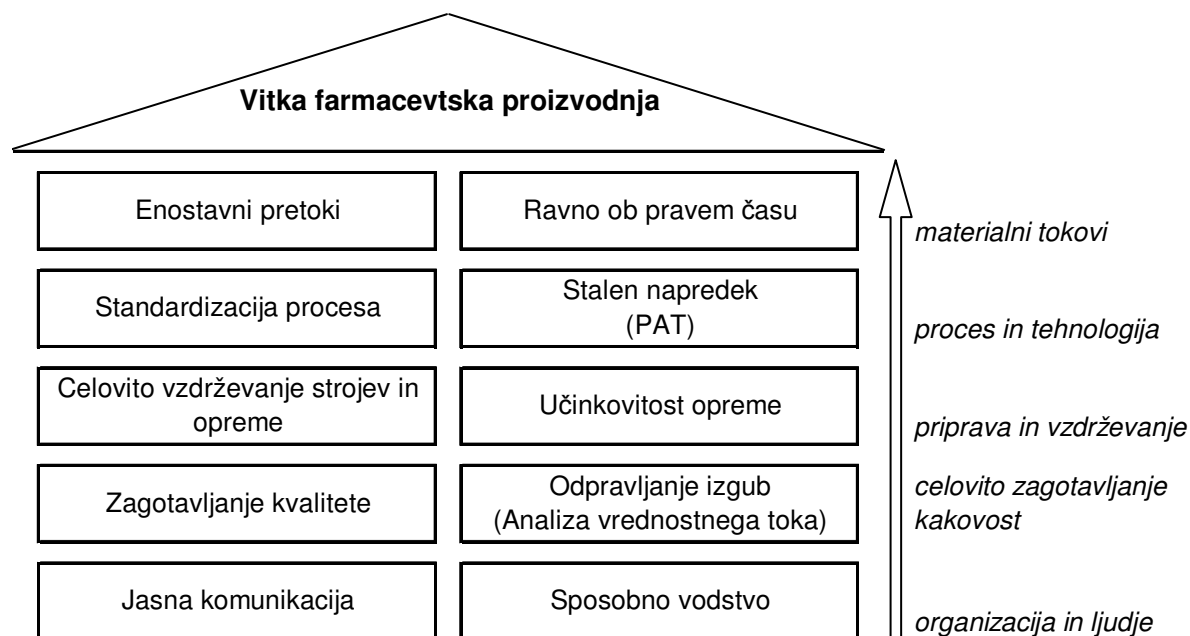 Vitka farmacevtska proizvodnja
Enostavni pretoki
Ravno ob pravem času
materialni tokovi
Standardizacija procesa
Stalen napredek
(PAT)
proces in tehnologija
Celovito vzdrževanje strojev in
opreme
Učinkovitost opreme
priprava in vzdrževanje
Zagotavljanje kvalitete
Odpravljanje izgub
(Analiza vrednostnega toka)
celovito zagotavljanje
kakovost
Jasna komunikacija
Sposobno vodstvo
organizacija in ljudje